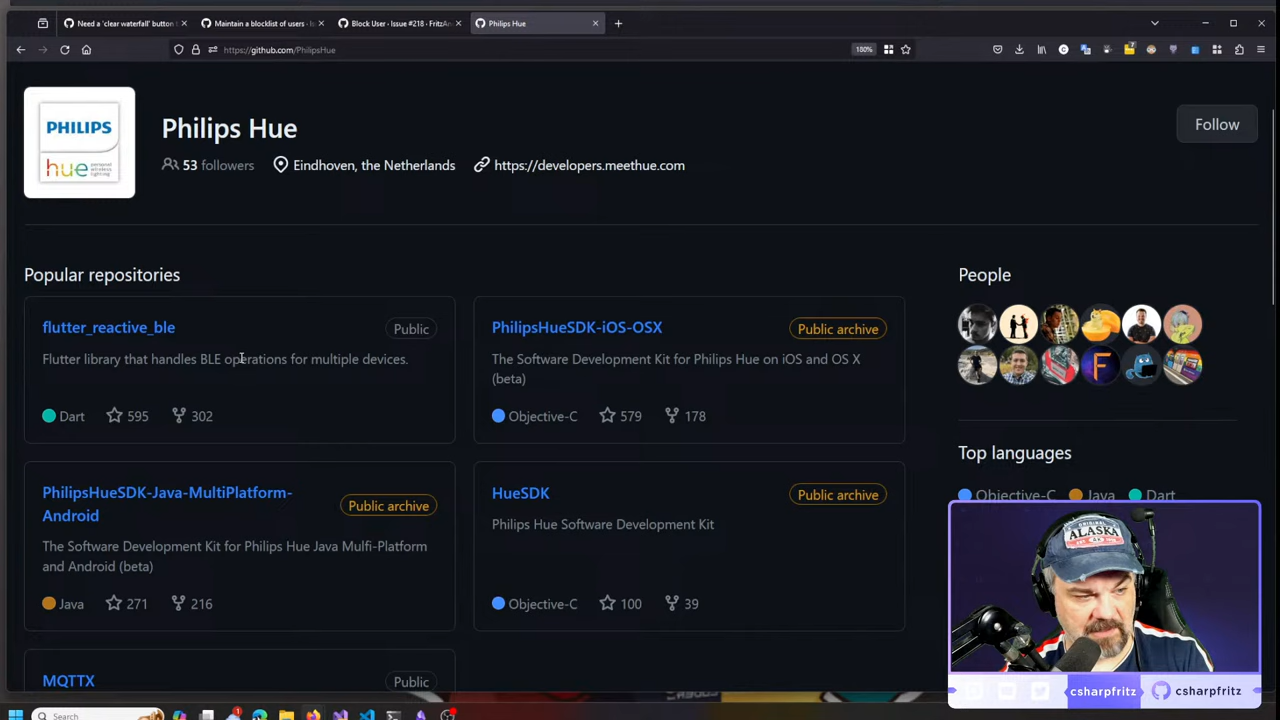 Need a 'clear waterfall' button t
Maintain a blocklist of users · Is
Block User · Issue #218 · FritzAn
Philips Hue
https://github.com/PhilipsHue
180%
PHILIPS
hue
Philips Hue
53 followers
Eindhoven, the Netherlands
https://developers.meethue.com
Follow
Popular repositories
People
flutter_reactive_ble
Public
Flutter library that handles BLE operations for multiple devices.
Dart
595
302
PhilipsHueSDK-iOS-OSX
Public archive
The Software Development Kit for Philips Hue on iOS and OS X
(beta)
Objective-C
579
178
PhilipsHueSDK-Java-MultiPlatform-
Android
Public archive
The Software Development Kit for Philips Hue Java Mulfi-Platform
and Android (beta)
Java
271
216
HueSDK
Public archive
Philips Hue Software Development Kit
Objective-C
100
39
MQTTX
Public
Top languages
Objective-C
Java
Dart
ORIGINAL
ALASKA
csharpfritz
csharpfritz
Search